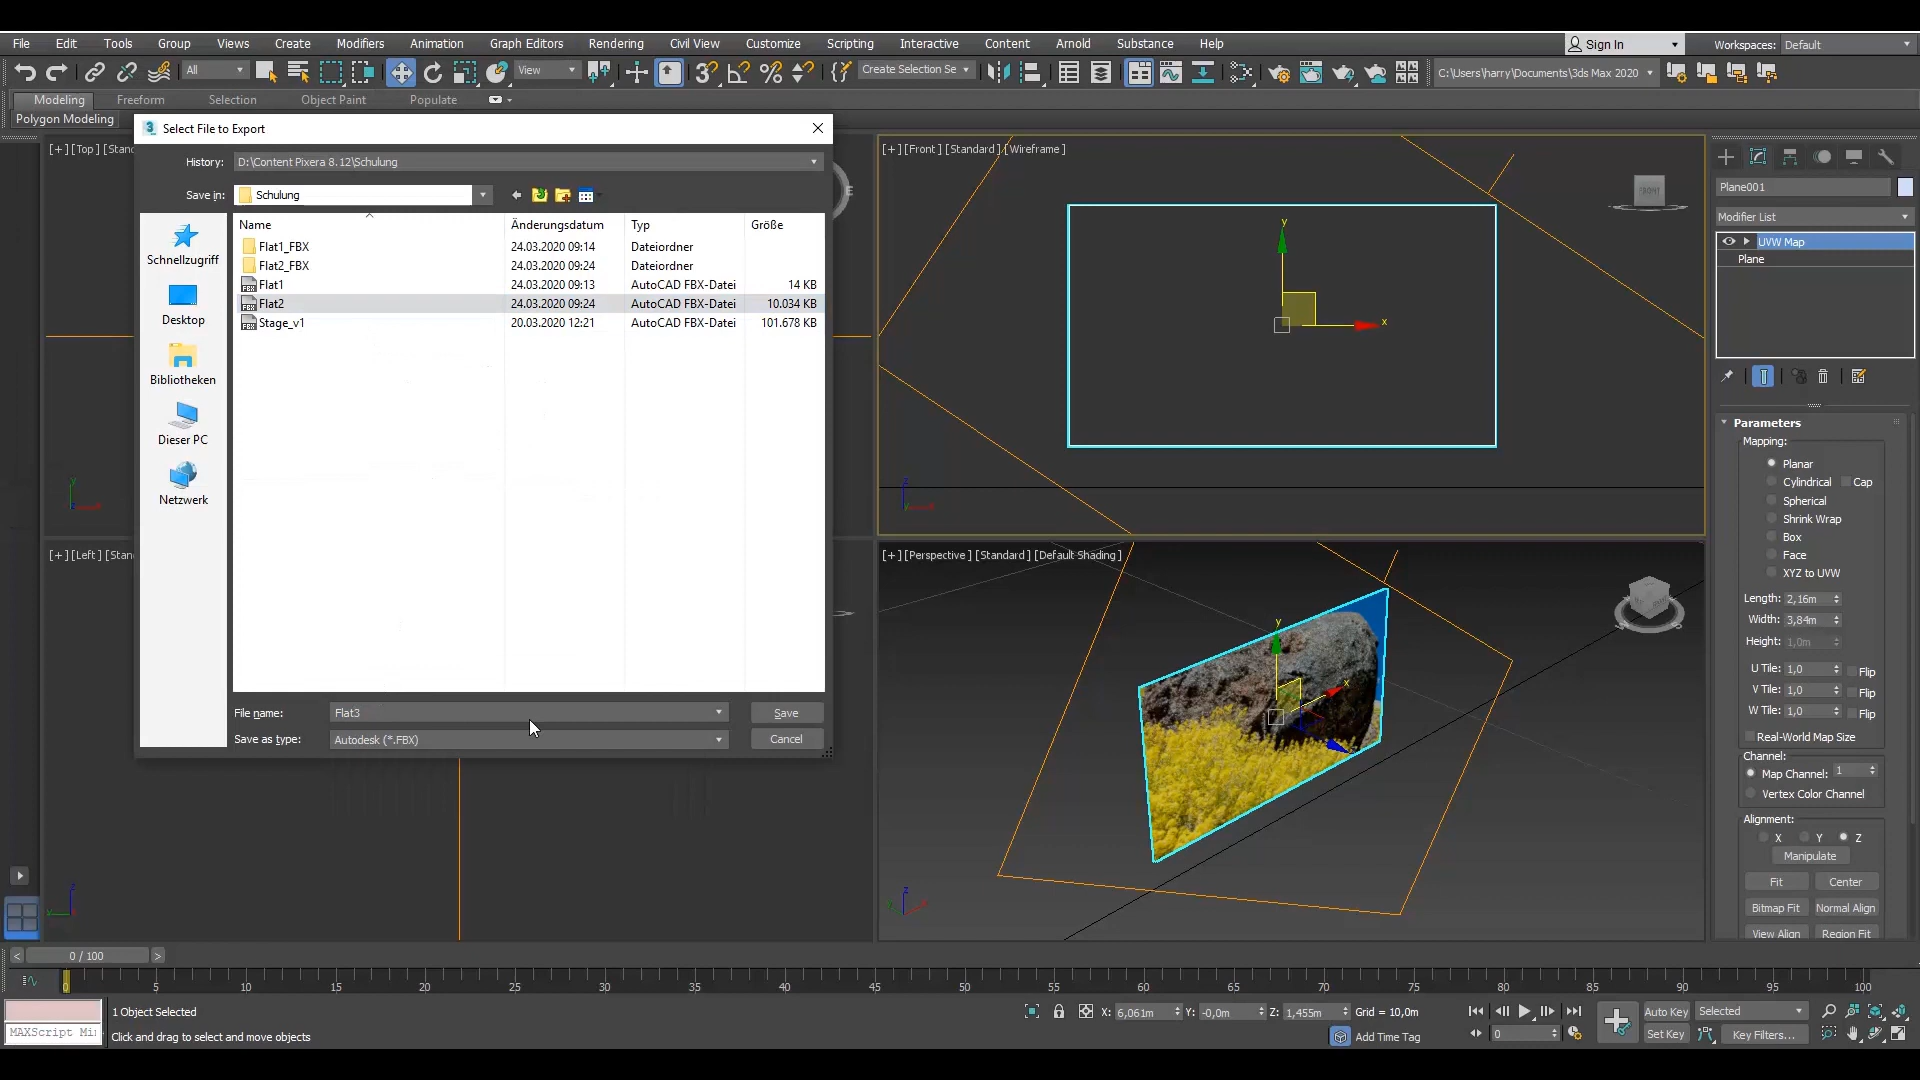 File Edit Tools Group Views Create Modifiers Animation Graph Editors Rendering Civil View Customize Scripting Interactive Content Arnold Substance Help Sign In Workspaces: Default
All View Create Selection Se C:\Users\harry\Documents\3ds Max 2020
Modeling Freeform Selection Object Paint Populate
Polygon Modeling
Select File to Export
History: D:\Content Pixera 8.12\Schulung
Save in: Schulung
Name Änderungsdatum Typ Größe
Flat1_FBX 24.03.2020 09:14 Dateiordner
Flat2_FBX 24.03.2020 09:24 Dateiordner
Flat1 24.03.2020 09:13 AutoCAD FBX-Datei 14 KB
Flat2 24.03.2020 09:24 AutoCAD FBX-Datei 10.034 KB
Stage_v1 20.03.2020 12:21 AutoCAD FBX-Datei 101.678 KB
Schnellzugriff
Desktop
Bibliotheken
Dieser PC
Netzwerk
File name: Flat3 Save
Save as type: Autodesk (*.FBX) Cancel
[+] [Top] [Stan
[+] [Front] [Standard] [Wireframe]
FRONT
y
x
[+] [Left] [Stan
[+] [Perspective] [Standard] [Default Shading]
y
x
Plane001
Modifier List
UVW Map
Plane
Parameters
Mapping:
Planar
Cylindrical Cap
Spherical
Shrink Wrap
Box
Face
XYZ to UVW
Length: 2,16m
Width: 3,84m
Height: 1,0m
U Tile: 1,0 Flip
V Tile: 1,0 Flip
W Tile: 1,0 Flip
Real-World Map Size
Channel:
Map Channel: 1
Vertex Color Channel
Alignment:
X Y Z
Manipulate
Fit Center
Bitmap Fit Normal Align
View Align Region Fit
< 0 / 100 >
0 5 10 15 20 25 30 35 40 45 50 55 60 65 70 75 80 85 90 95 100
1 Object Selected X: 6,061m Y: -0,0m Z: 1,455m Grid = 10,0m Auto Key Selected
MAXScript Mi Click and drag to select and move objects Add Time Tag 0 Set Key Key Filters...